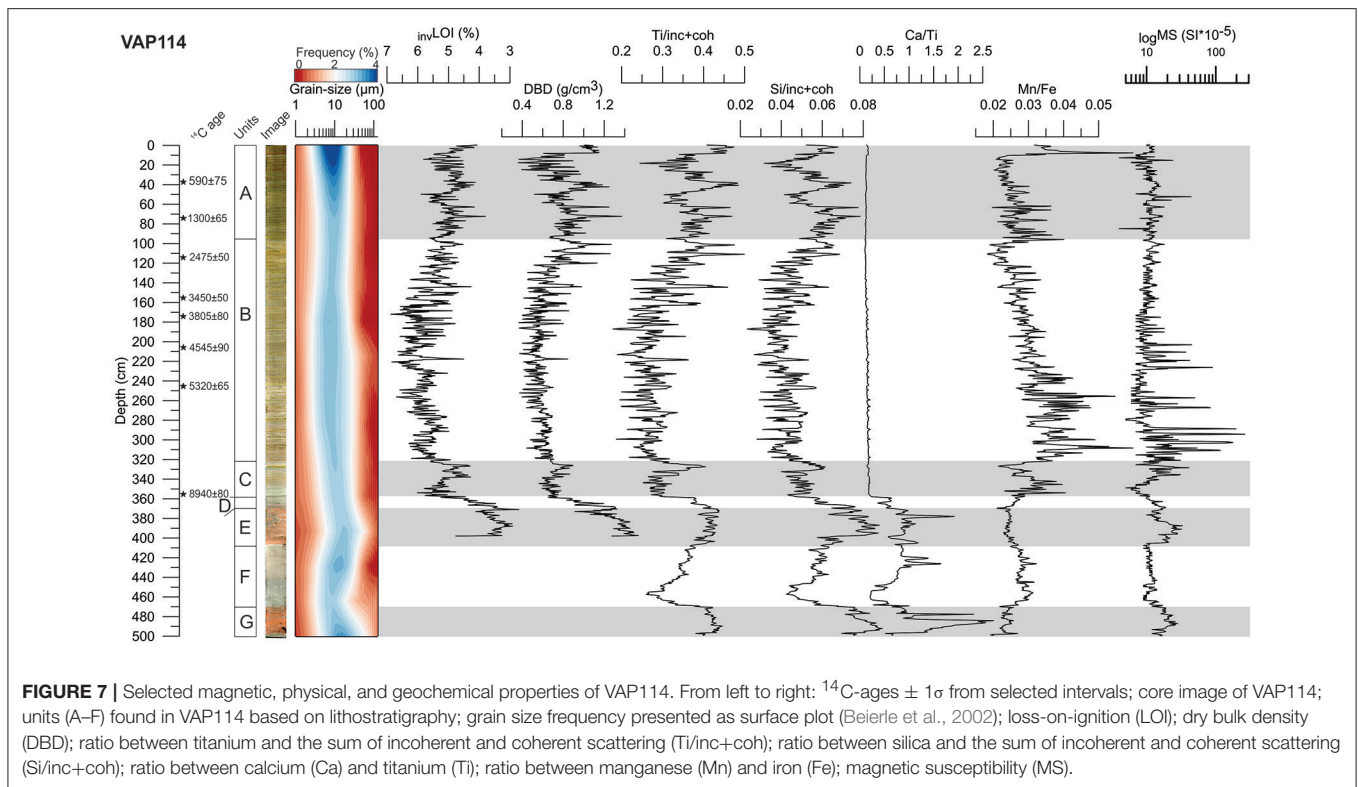 VAP114
invLOI (%)
7 6 5 4 3
Ti/inc+coh
0.2 0.3 0.4 0.5
Ca/Ti
0 0.5 1 1.5 2 2.5
logMS (SI*10-5)
10 100
Frequency (%)
0 2 4
Grain-size (µm)
1 10 100
DBD (g/cm3)
0.4 0.8 1.2
Si/inc+coh
0.02 0.04 0.06 0.08
Mn/Fe
0.02 0.03 0.04 0.05
14C age
Units
Image
Depth (cm)
0
20
40
60
80
100
120
140
160
180
200
220
240
260
280
300
320
340
360
380
400
420
440
460
480
500
★590±75
★1300±65
★2475±50
★3450±50
★3805±80
★4545±90
★5320±65
★8940±80
A
B
C
D
E
F
G
FIGURE 7 | Selected magnetic, physical, and geochemical properties of VAP114. From left to right: 14C-ages ± 1σ from selected intervals; core image of VAP114;
units (A–F) found in VAP114 based on lithostratigraphy; grain size frequency presented as surface plot (Beierle et al., 2002); loss-on-ignition (LOI); dry bulk density
(DBD); ratio between titanium and the sum of incoherent and coherent scattering (Ti/inc+coh); ratio between silica and the sum of incoherent and coherent scattering
(Si/inc+coh); ratio between calcium (Ca) and titanium (Ti); ratio between manganese (Mn) and iron (Fe); magnetic susceptibility (MS).